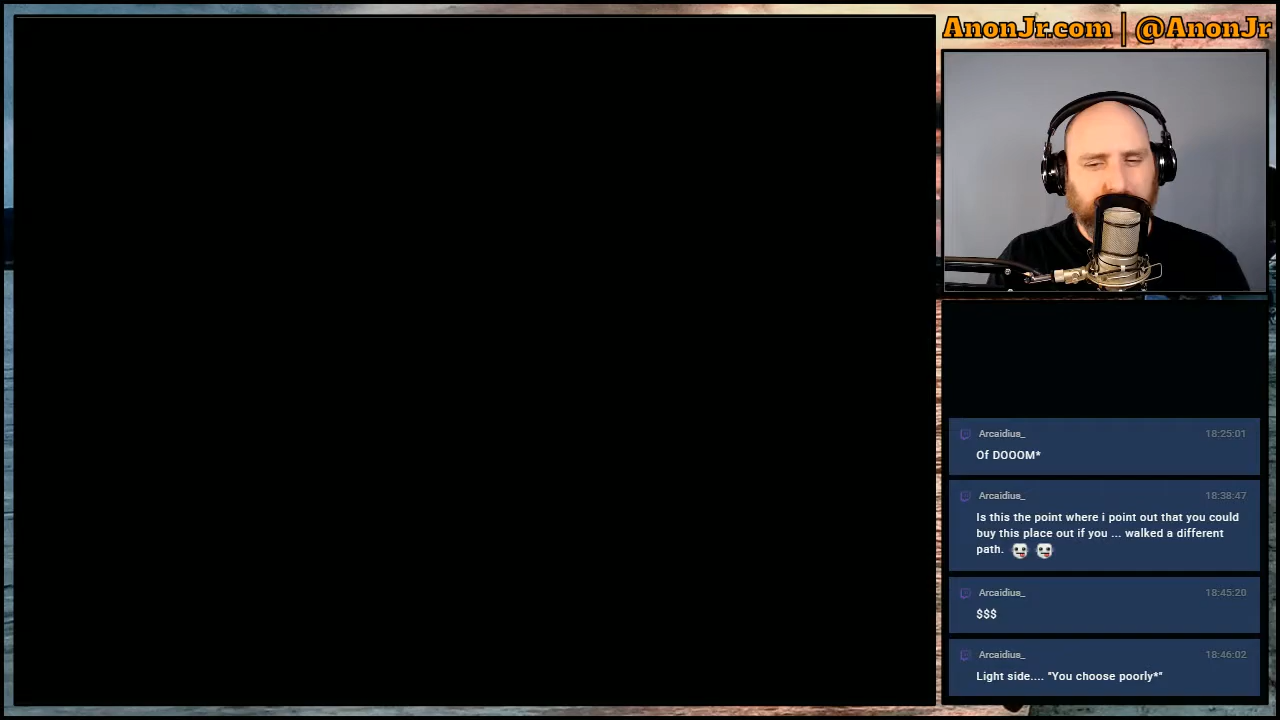 AnonJr.com | @AnonJr
Arcaidius_ 18:25:01
Of DOOOM*
Arcaidius_ 18:38:47
Is this the point where i point out that you could
buy this place out if you ... walked a different
path.
Arcaidius_ 18:45:20
$$$
Arcaidius_ 18:46:02
Light side.... "You choose poorly*"